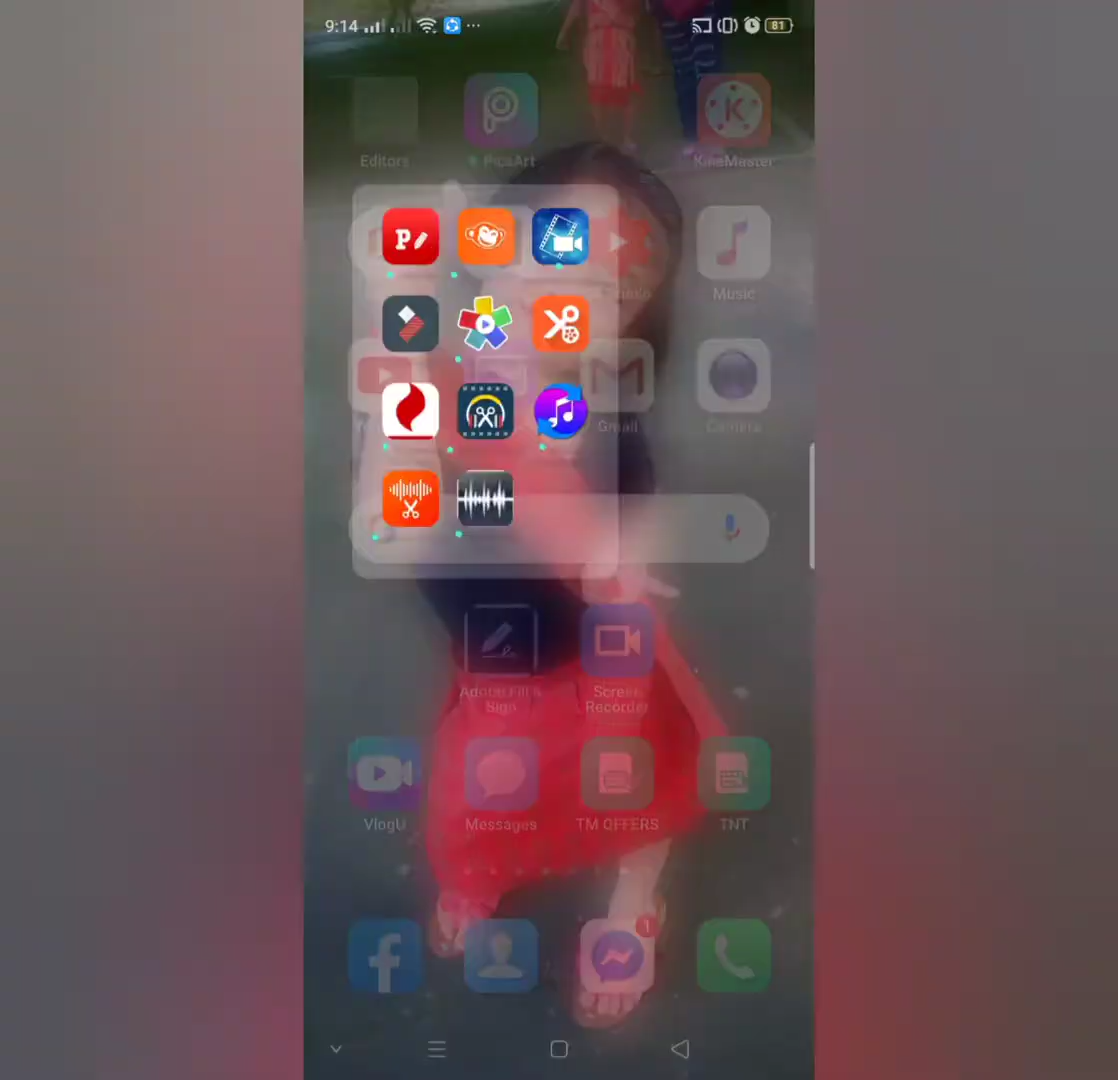 9:14
81
Editors
PicsArt
KineMaster
P
Music
Gmail
Camera
Adobe Fill & Sign
Screen Recorder
VlogU
Messages
TM OFFERS
TNT
1